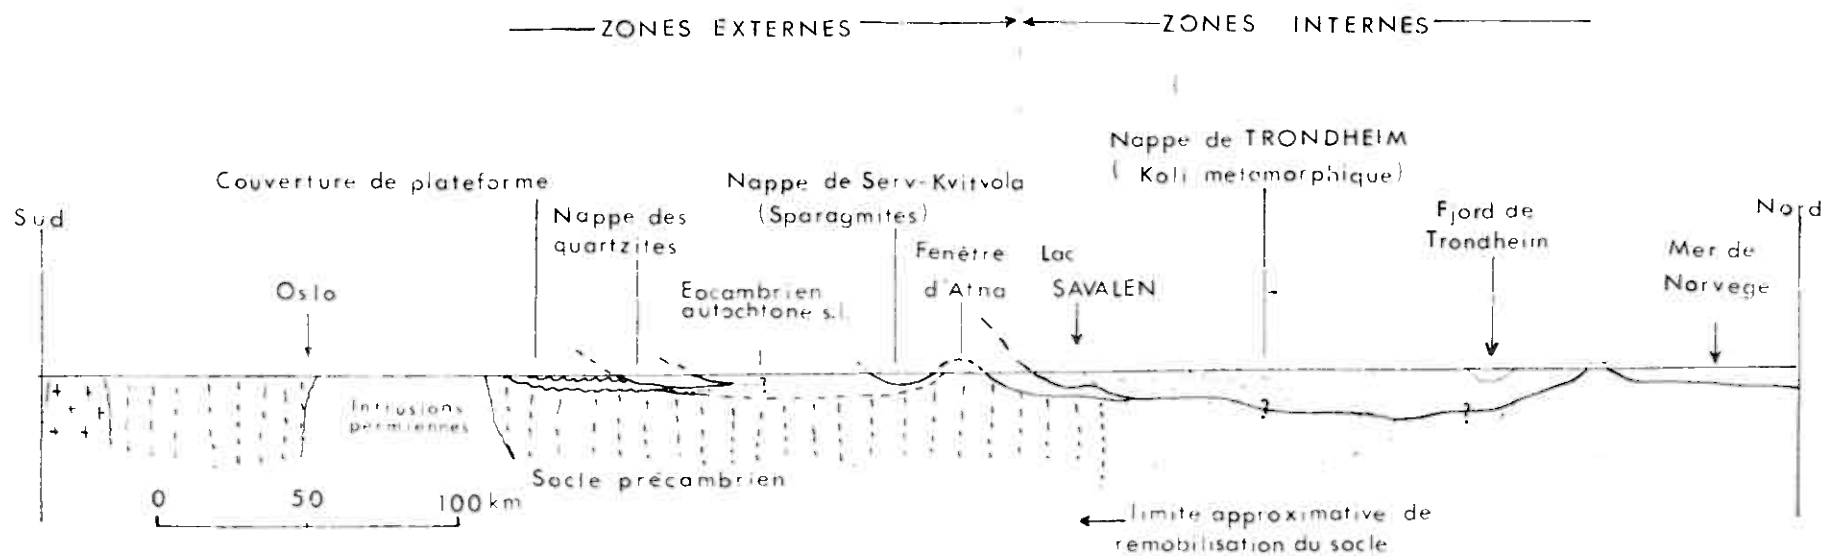 ZONES EXTERNES
ZONES INTERNES
Nappe de TRONDHEIM
( Koli metamorphique)
Couverture de plateforme
Nappe de Serv-Kvitvola
(Sparagmites)
Sud
Nord
Nappe des
quartzites
Fjord de
Trondheim
Fenêtre
d'Atna
Lac
SAVALEN
Mer de
Norvege
Oslo
Eocambrien
autochtone s.l.
?
Intrusions
permiennes
?
?
Socle précambrien
0 50 100 km
limite approximative de
remobilisation du socle